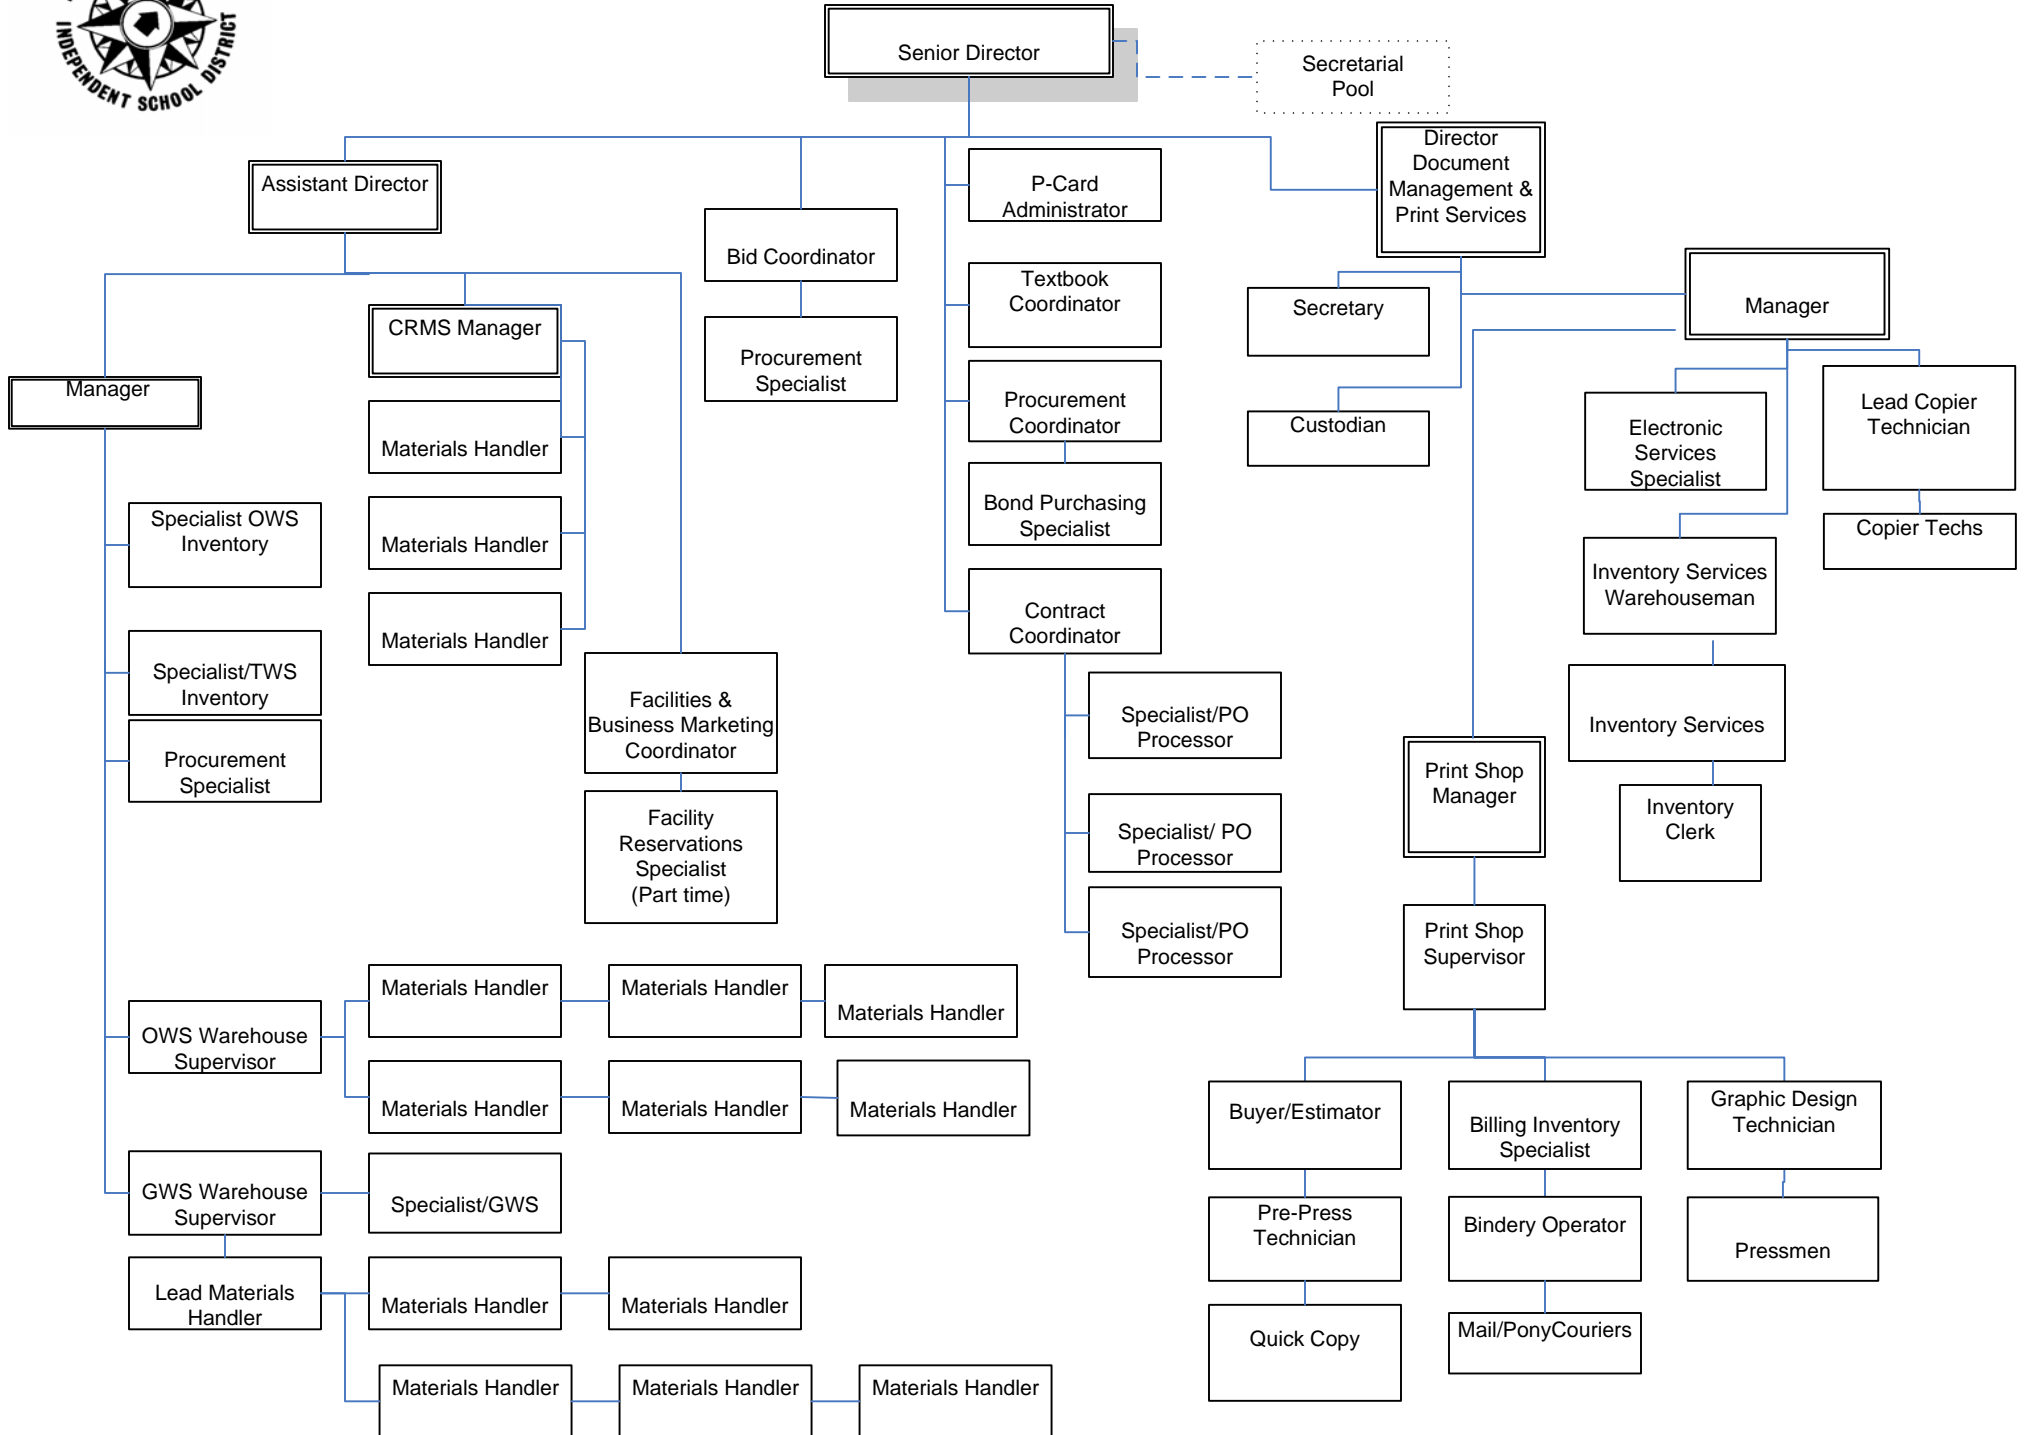 INDEPENDENT SCHOOL DISTRICT
Senior Director
Secretarial
Pool
Assistant Director
Bid Coordinator
Procurement
Specialist
P-Card
Administrator
Textbook
Coordinator
Procurement
Coordinator
Bond Purchasing
Specialist
Contract
Coordinator
Specialist/PO
Processor
Specialist/ PO
Processor
Specialist/PO
Processor
Director
Document
Management &
Print Services
Secretary
Custodian
Manager
Electronic
Services
Specialist
Lead Copier
Technician
Copier Techs
Inventory Services
Warehouseman
Inventory Services
Inventory
Clerk
Print Shop
Manager
Print Shop
Supervisor
Buyer/Estimator
Pre-Press
Technician
Quick Copy
Billing Inventory
Specialist
Bindery Operator
Mail/PonyCouriers
Graphic Design
Technician
Pressmen
CRMS Manager
Materials Handler
Materials Handler
Materials Handler
Facilities &
Business Marketing
Coordinator
Facility
Reservations
Specialist
(Part time)
Manager
Specialist OWS
Inventory
Specialist/TWS
Inventory
Procurement
Specialist
OWS Warehouse
Supervisor
Materials Handler
Materials Handler
Materials Handler
Materials Handler
Materials Handler
Materials Handler
GWS Warehouse
Supervisor
Specialist/GWS
Lead Materials
Handler
Materials Handler
Materials Handler
Materials Handler
Materials Handler
Materials Handler